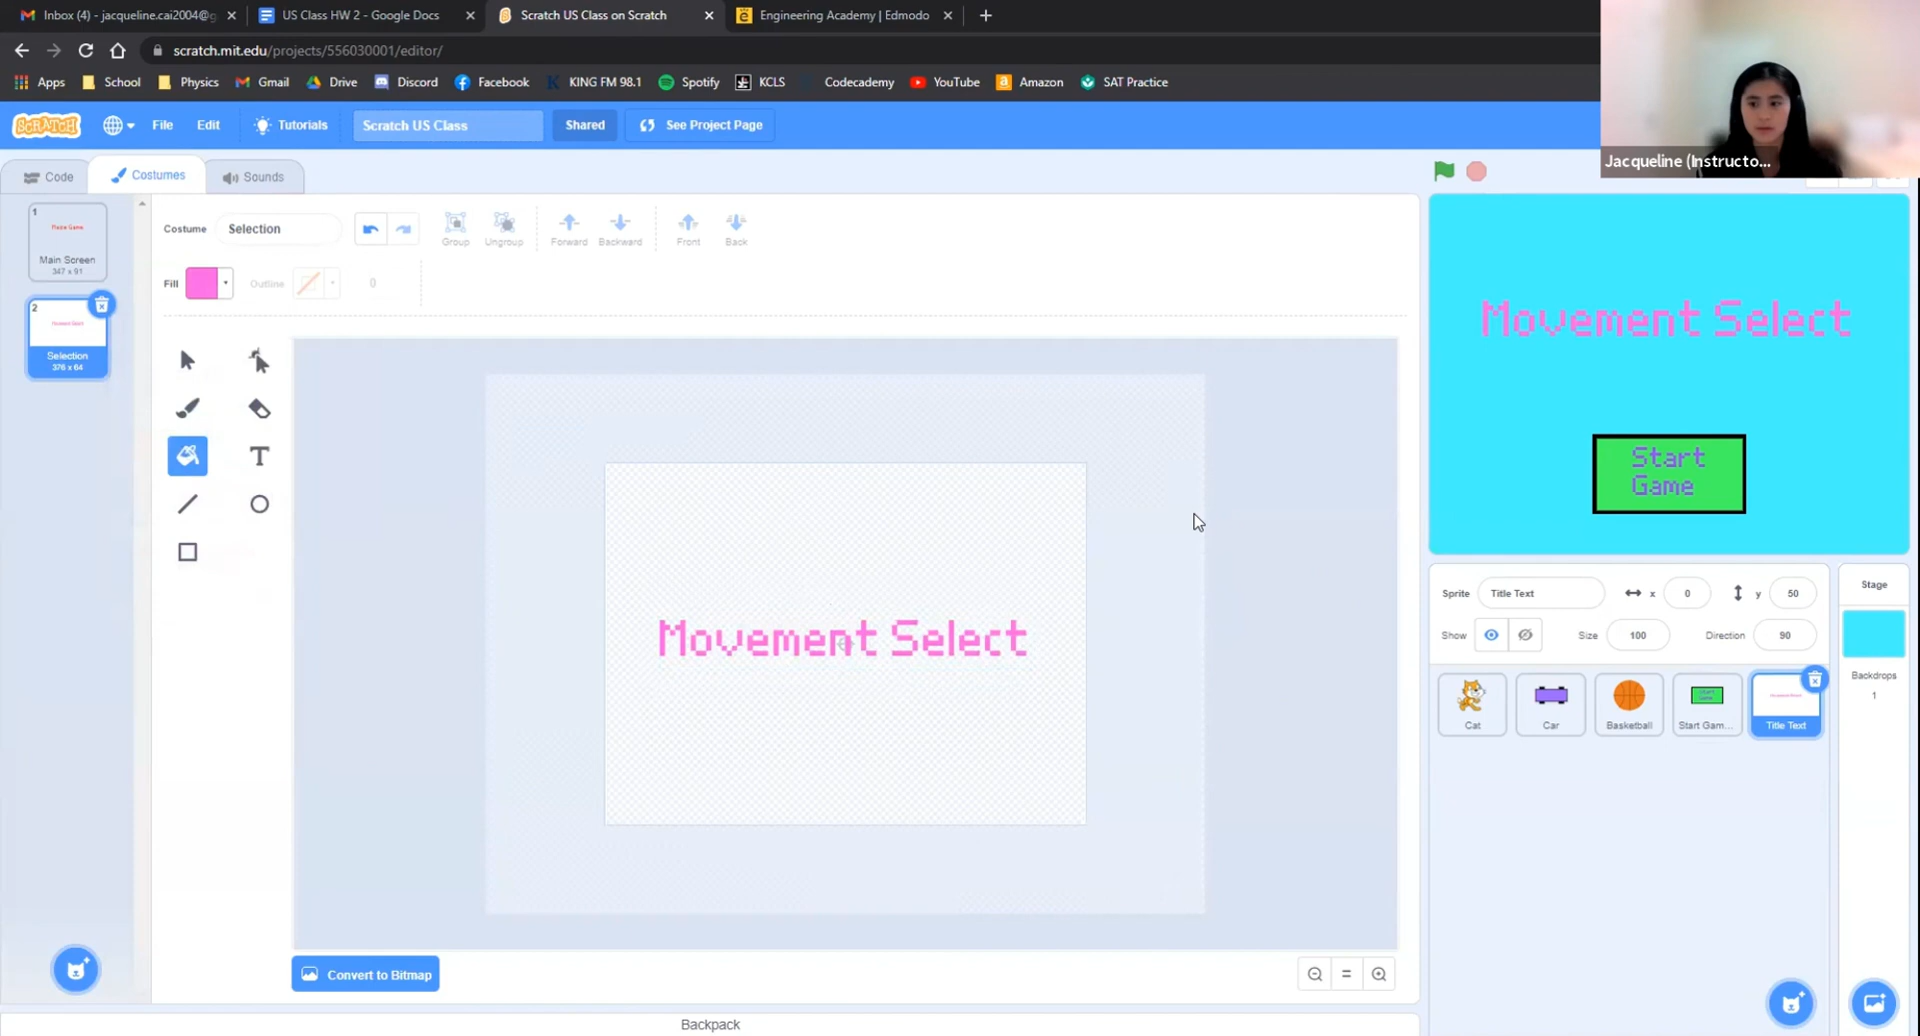 Inbox (4) - jacqueline.cai2004@g
US Class HW 2 - Google Docs
Scratch US Class on Scratch
Engineering Academy | Edmodo
scratch.mit.edu/projects/556030001/editor/
Apps School Physics Gmail Drive Discord Facebook KING FM 98.1 Spotify KCLS Codecademy YouTube Amazon SAT Practice
Jacqueline (Instructo...
SCRATCH File Edit Tutorials Scratch US Class Shared See Project Page
Code Costumes Sounds
1
Main Screen
347 x 91
2
Selection
376 x 64
Costume Selection
Group Ungroup Forward Backward Front Back
Fill Outline 0
T
Movement Select
Convert to Bitmap
Backpack
Movement Select
Start
Game
Sprite Title Text x 0 y 50
Show Size 100 Direction 90
Cat Car Basketball Start Gam... Title Text
Stage
Backdrops
1